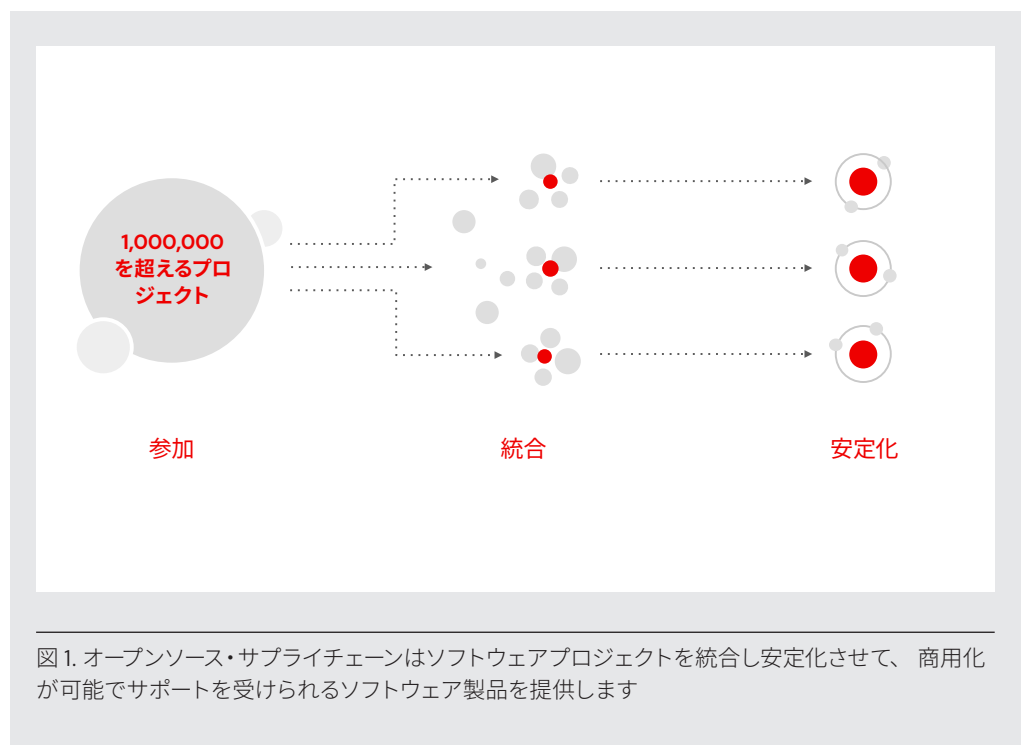 1,000,000
を超えるプロ
ジェクト
参加
統合
安定化
図 1. オープンソース・サプライチェーンはソフトウェアプロジェクトを統合し安定化させて、 商用化
が可能でサポートを受けられるソフトウェア製品を提供します